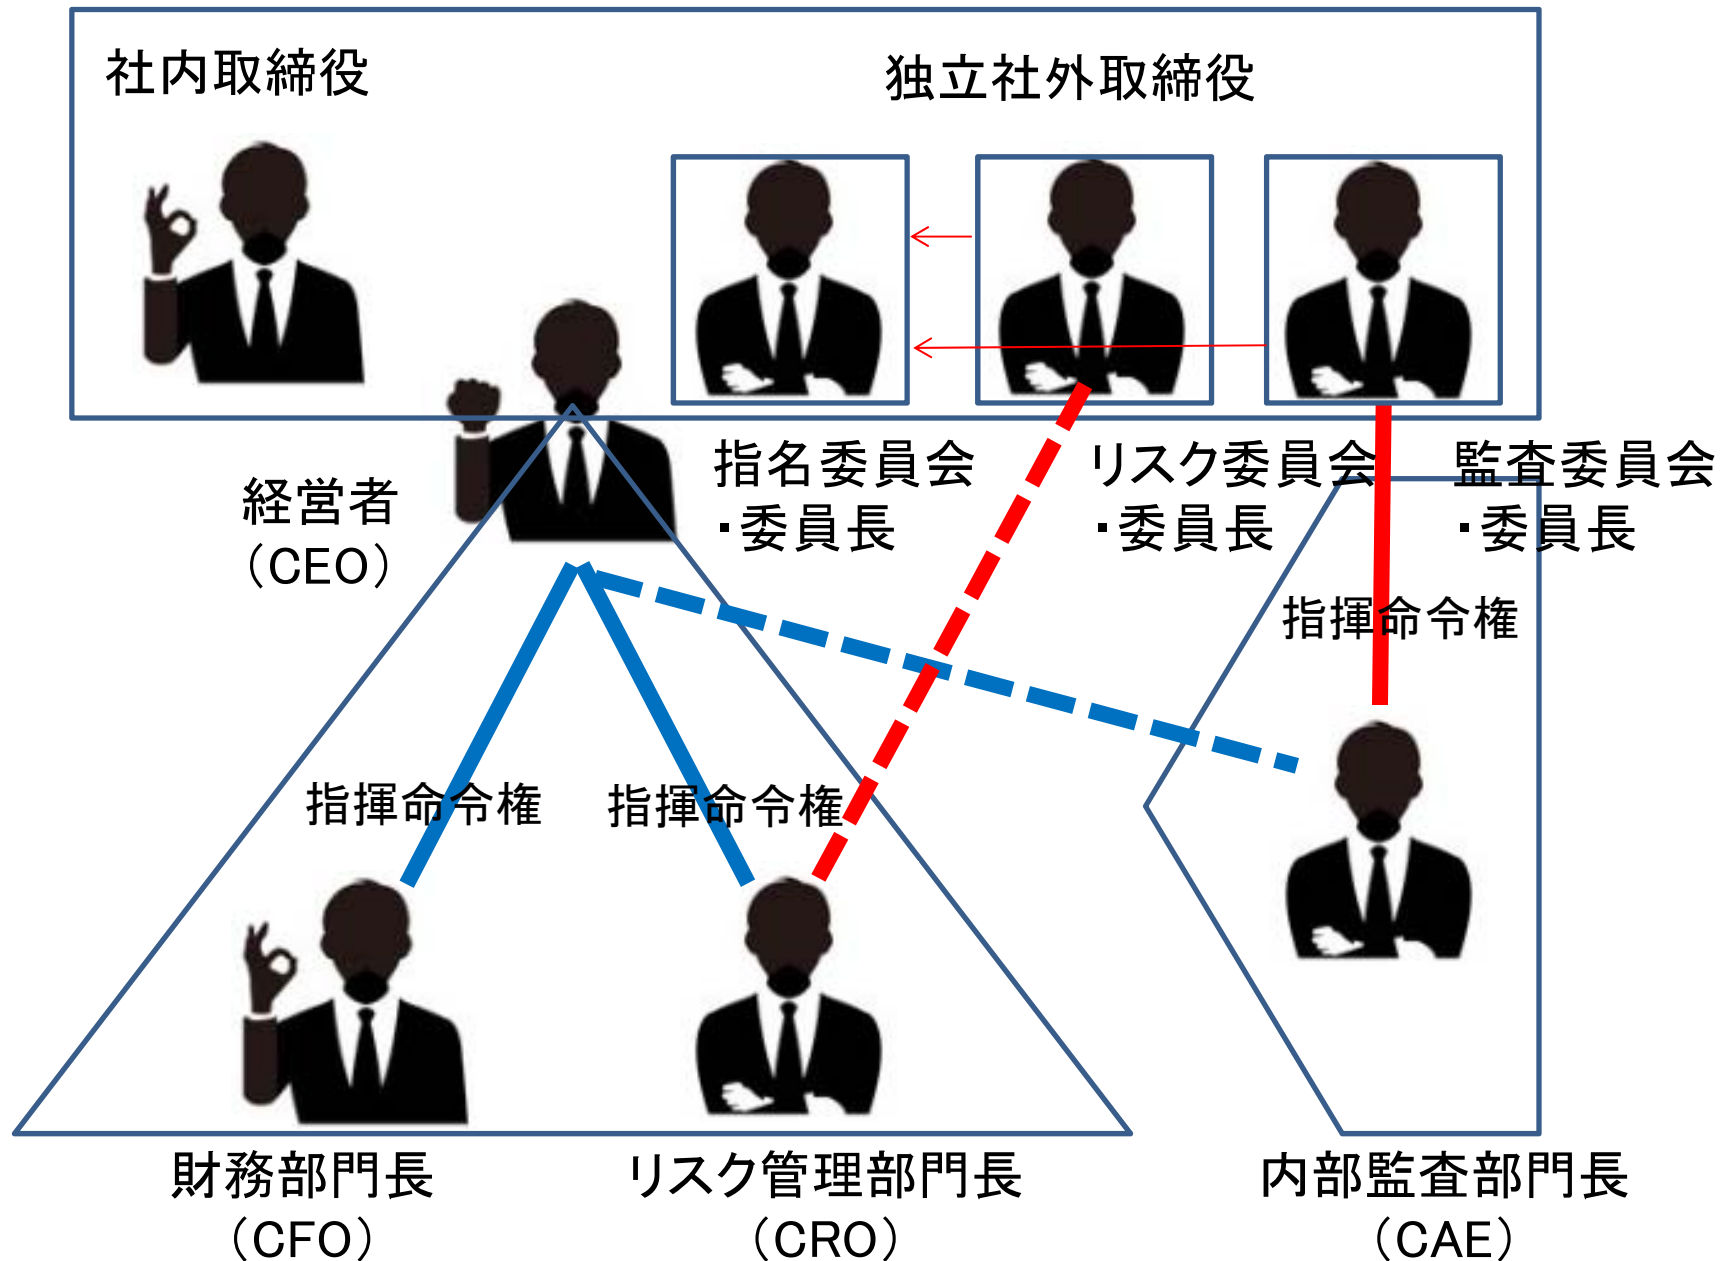 社内取締役
独立社外取締役
経営者
（CEO）
指名委員会
・委員長
リスク委員会
・委員長
監査委員会
・委員長
指揮命令権
指揮命令権
指揮命令権
財務部門長
（CFO）
リスク管理部門長
（CRO）
内部監査部門長
（CAE）